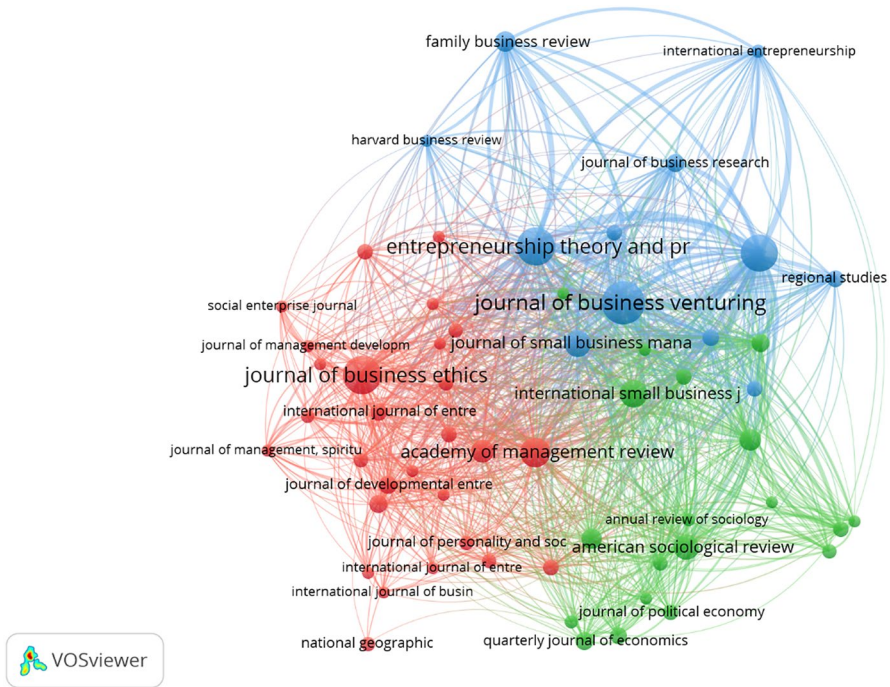 family business review
international entrepreneurship
harvard business review
journal of business research
entrepreneurship theory and pr
regional studies
social enterprise journal
journal of business venturing
journal of management developm
journal of small business mana
journal of business ethics
international small business j
international journal of entre
journal of management, spiritu
academy of management review
journal of developmental entre
annual review of sociology
journal of personality and soc
american sociological review
international journal of entre
international journal of busin
journal of political economy
national geographic
quarterly journal of economics
VOSviewer